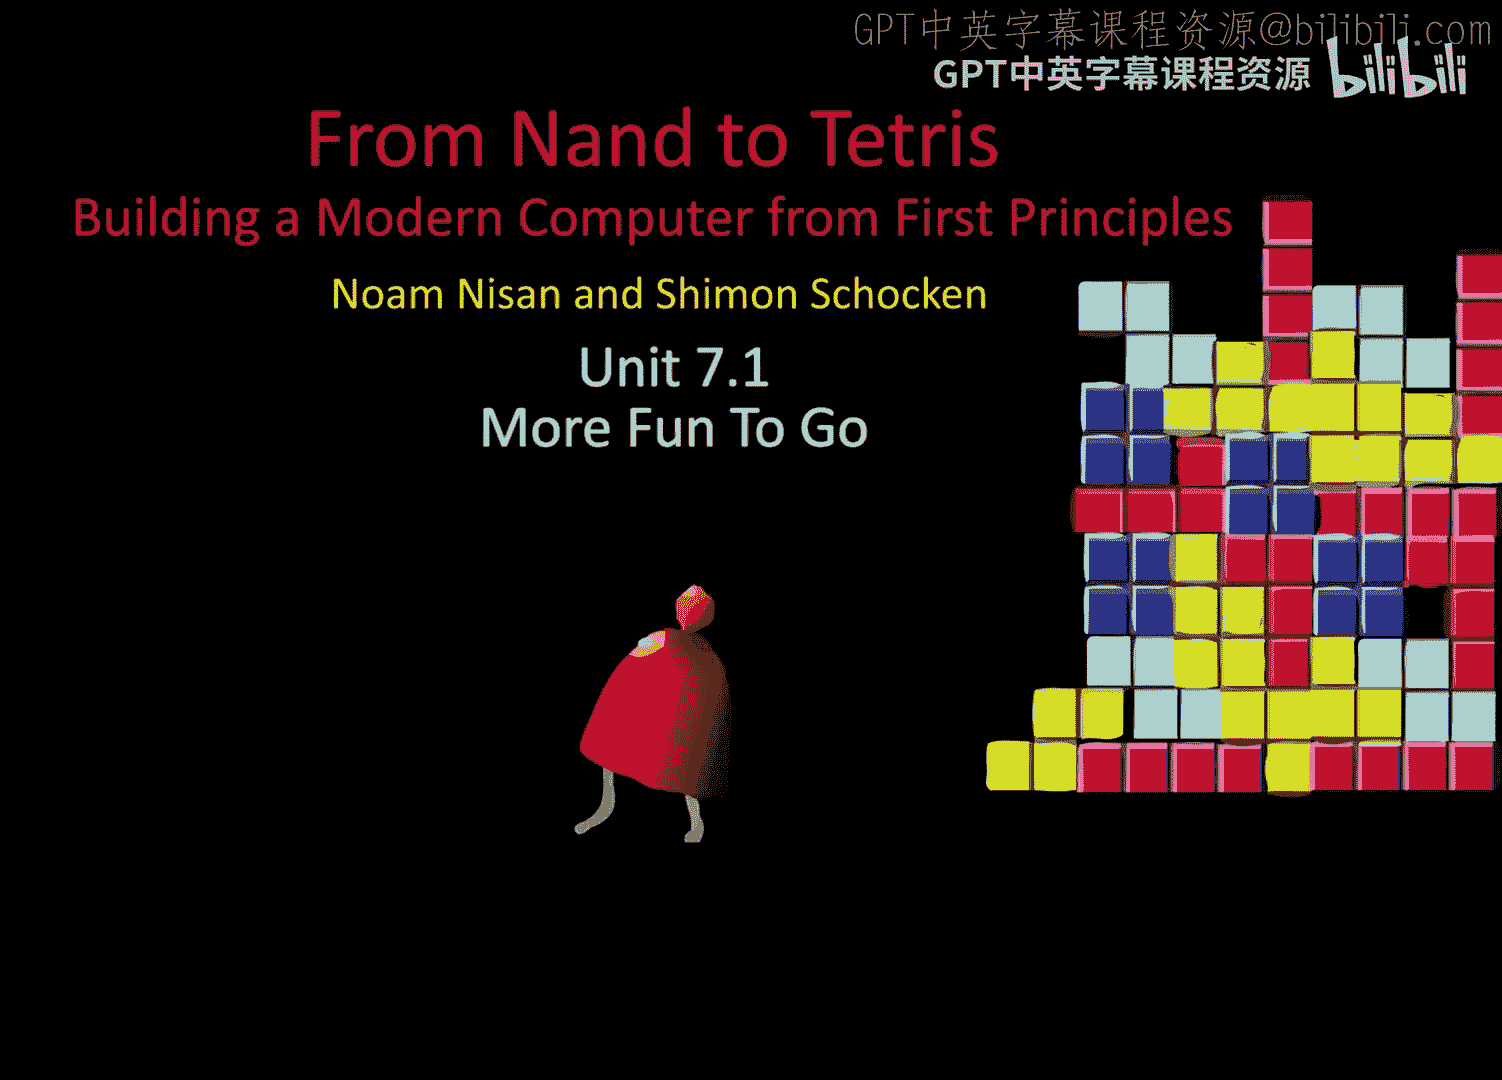 GPT中英字幕课程资源@bilibili.com
GPT中英字幕课程资源 bilibili
From Nand to Tetris
Building a Modern Computer from First Principles
Noam Nisan and Shimon Schocken
Unit 7.1
More Fun To Go